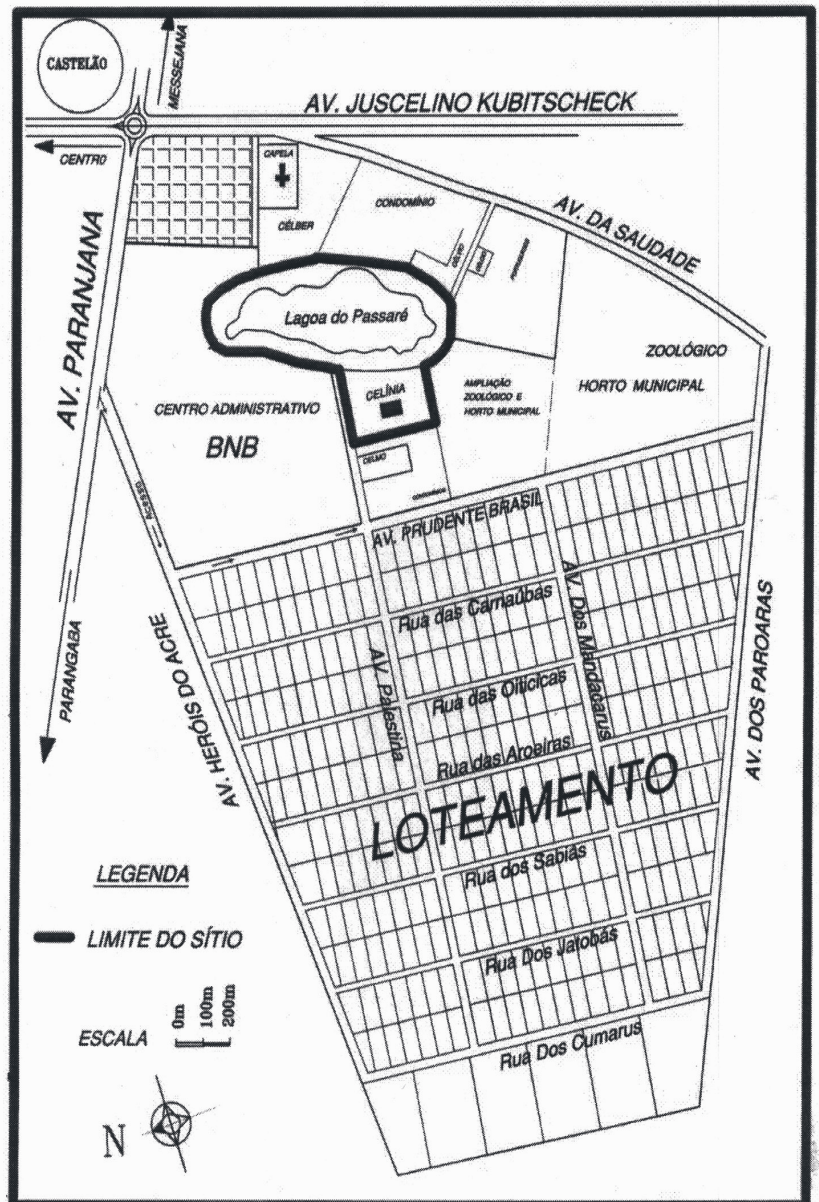 CASTELÃO
MESSEJANA
AV. JUSCELINO KUBITSCHECK
CENTRO
CAPELA
CONDOMÍNIO
CÉLBER
AV. DA SAUDADE
AV. PARANJANA
Lagoa do Passaré
ZOOLÓGICO
HORTO MUNICIPAL
CELÍNIA
AMPLIAÇÃO
ZOOLÓGICO E
HORTO MUNICIPAL
CENTRO ADMINISTRATIVO
BNB
CELMO
ACESSO
AV. PRUDENTE BRASIL
Rua das Carnaúbas
AV. Dos Mandacarus
AV. Palestina
Rua das Oiticicas
Rua das Aroeiras
PARANGABA
AV. HERÓIS DO ACRE
AV. DOS PAROARAS
LOTEAMENTO
Rua dos Sabiás
Rua Dos Jatobás
Rua Dos Cumarus
LEGENDA
LIMITE DO SÍTIO
ESCALA
0m
100m
200m
N